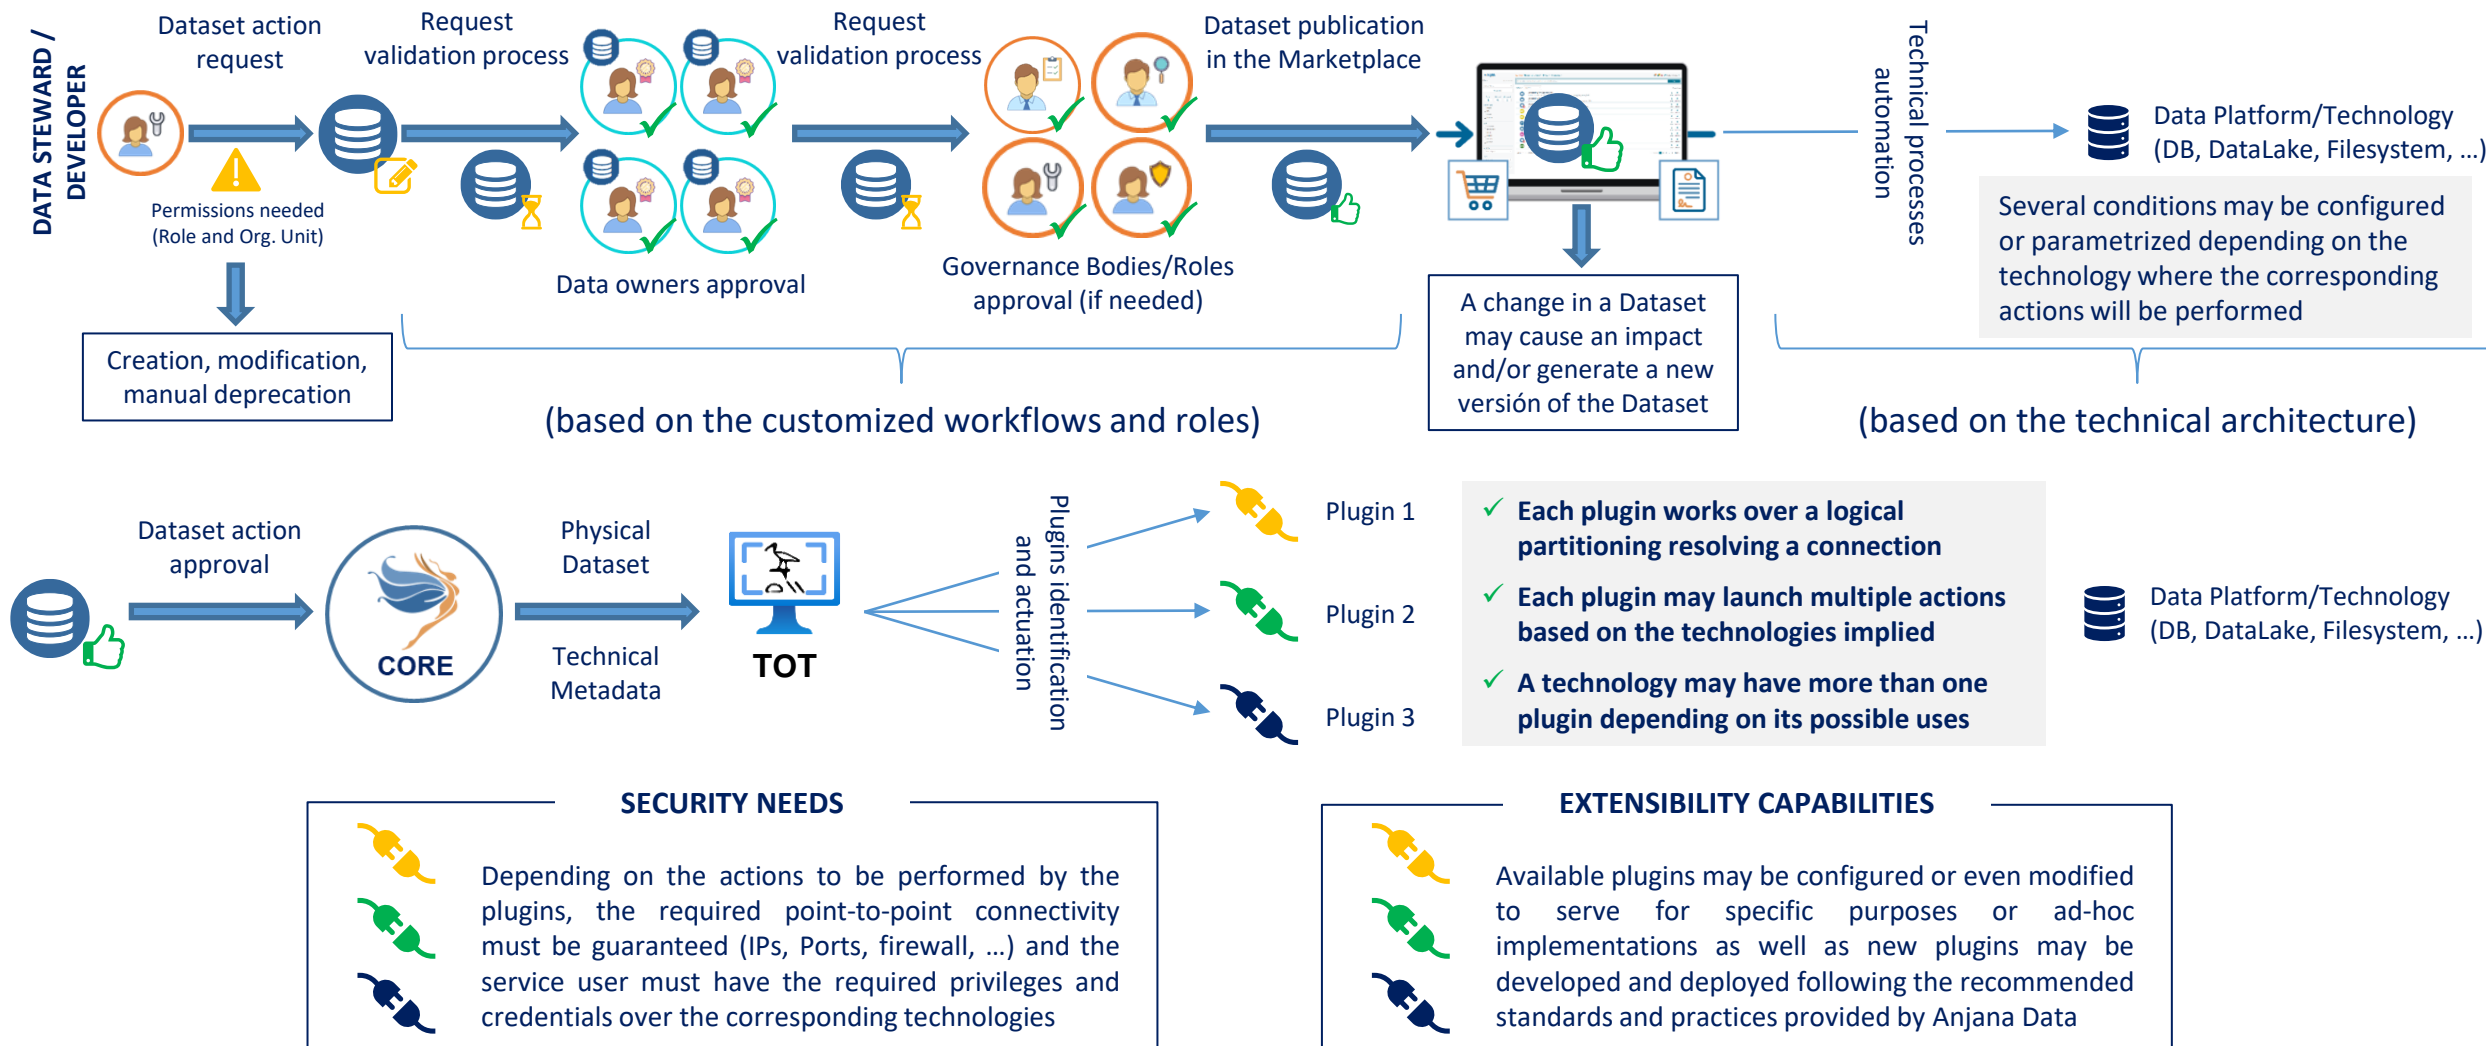 DATA STEWARD /
DEVELOPER
Dataset action
request
Request
validation process
Request
validation process
Dataset publication
in the Marketplace
Technical processes
automation
Data Platform/Technology
(DB, DataLake, Filesystem, ...)
Permissions needed
(Role and Org. Unit)
Several conditions may be configured
or parametrized depending on the
technology where the corresponding
actions will be performed
Data owners approval
Governance Bodies/Roles
approval (if needed)
Creation, modification,
manual deprecation
A change in a Dataset
may cause an impact
and/or generate a new
versión of the Dataset
(based on the customized workflows and roles)
(based on the technical architecture)
Dataset action
approval
CORE
Physical
Dataset
Technical
Metadata
TOT
Plugins identification
and actuation
Plugin 1
Plugin 2
Plugin 3
✓ Each plugin works over a logical
partitioning resolving a connection
✓ Each plugin may launch multiple actions
based on the technologies implied
✓ A technology may have more than one
plugin depending on its possible uses
Data Platform/Technology
(DB, DataLake, Filesystem, ...)
SECURITY NEEDS
Depending on the actions to be performed by the
plugins, the required point-to-point connectivity
must be guaranteed (IPs, Ports, firewall, ...) and the
service user must have the required privileges and
credentials over the corresponding technologies
EXTENSIBILITY CAPABILITIES
Available plugins may be configured or even modified
to serve for specific purposes or ad-hoc
implementations as well as new plugins may be
developed and deployed following the recommended
standards and practices provided by Anjana Data